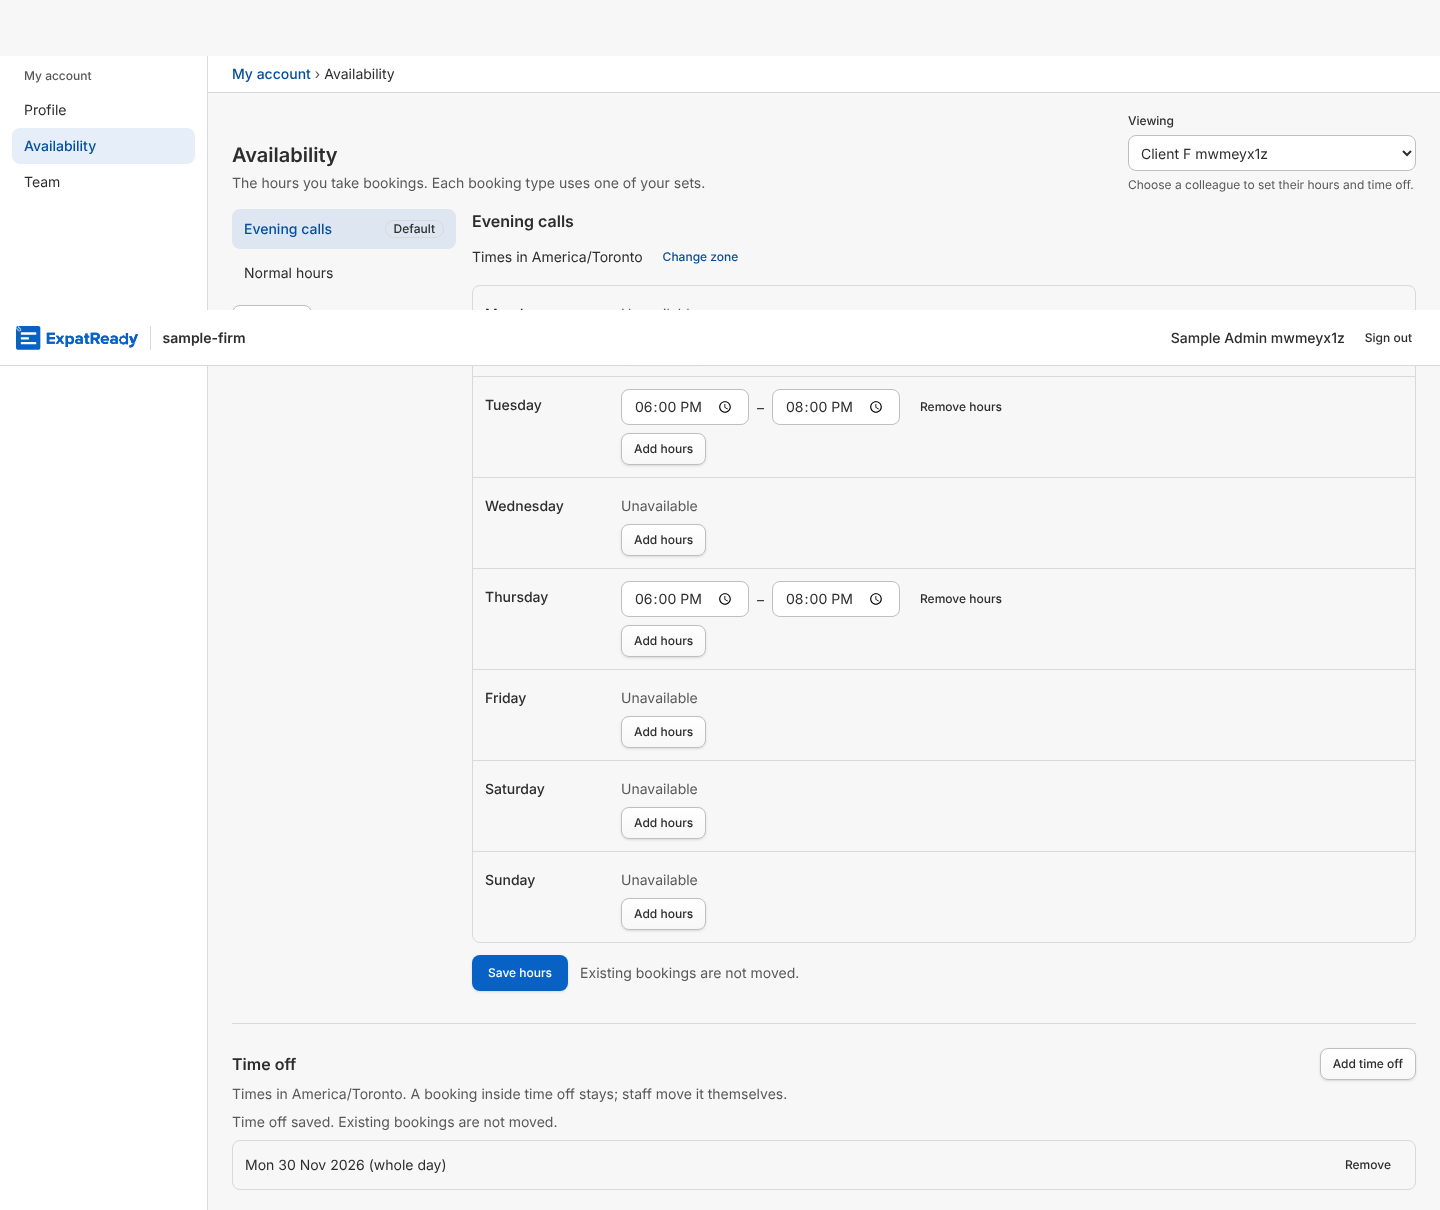 My account
Profile
Availability
Team
My account › Availability
Viewing
Client F mwmeyx1z
Choose a colleague to set their hours and time off.
Availability
The hours you take bookings. Each booking type uses one of your sets.
Evening calls
Default
Normal hours
Evening calls
Times in America/Toronto
Change zone
ExpatReady
sample-firm
Sample Admin mwmeyx1z
Sign out
Tuesday
06:00 PM – 08:00 PM
Remove hours
Add hours
Wednesday
Unavailable
Add hours
Thursday
06:00 PM – 08:00 PM
Remove hours
Add hours
Friday
Unavailable
Add hours
Saturday
Unavailable
Add hours
Sunday
Unavailable
Add hours
Save hours
Existing bookings are not moved.
Time off
Add time off
Times in America/Toronto. A booking inside time off stays; staff move it themselves.
Time off saved. Existing bookings are not moved.
Mon 30 Nov 2026 (whole day)
Remove